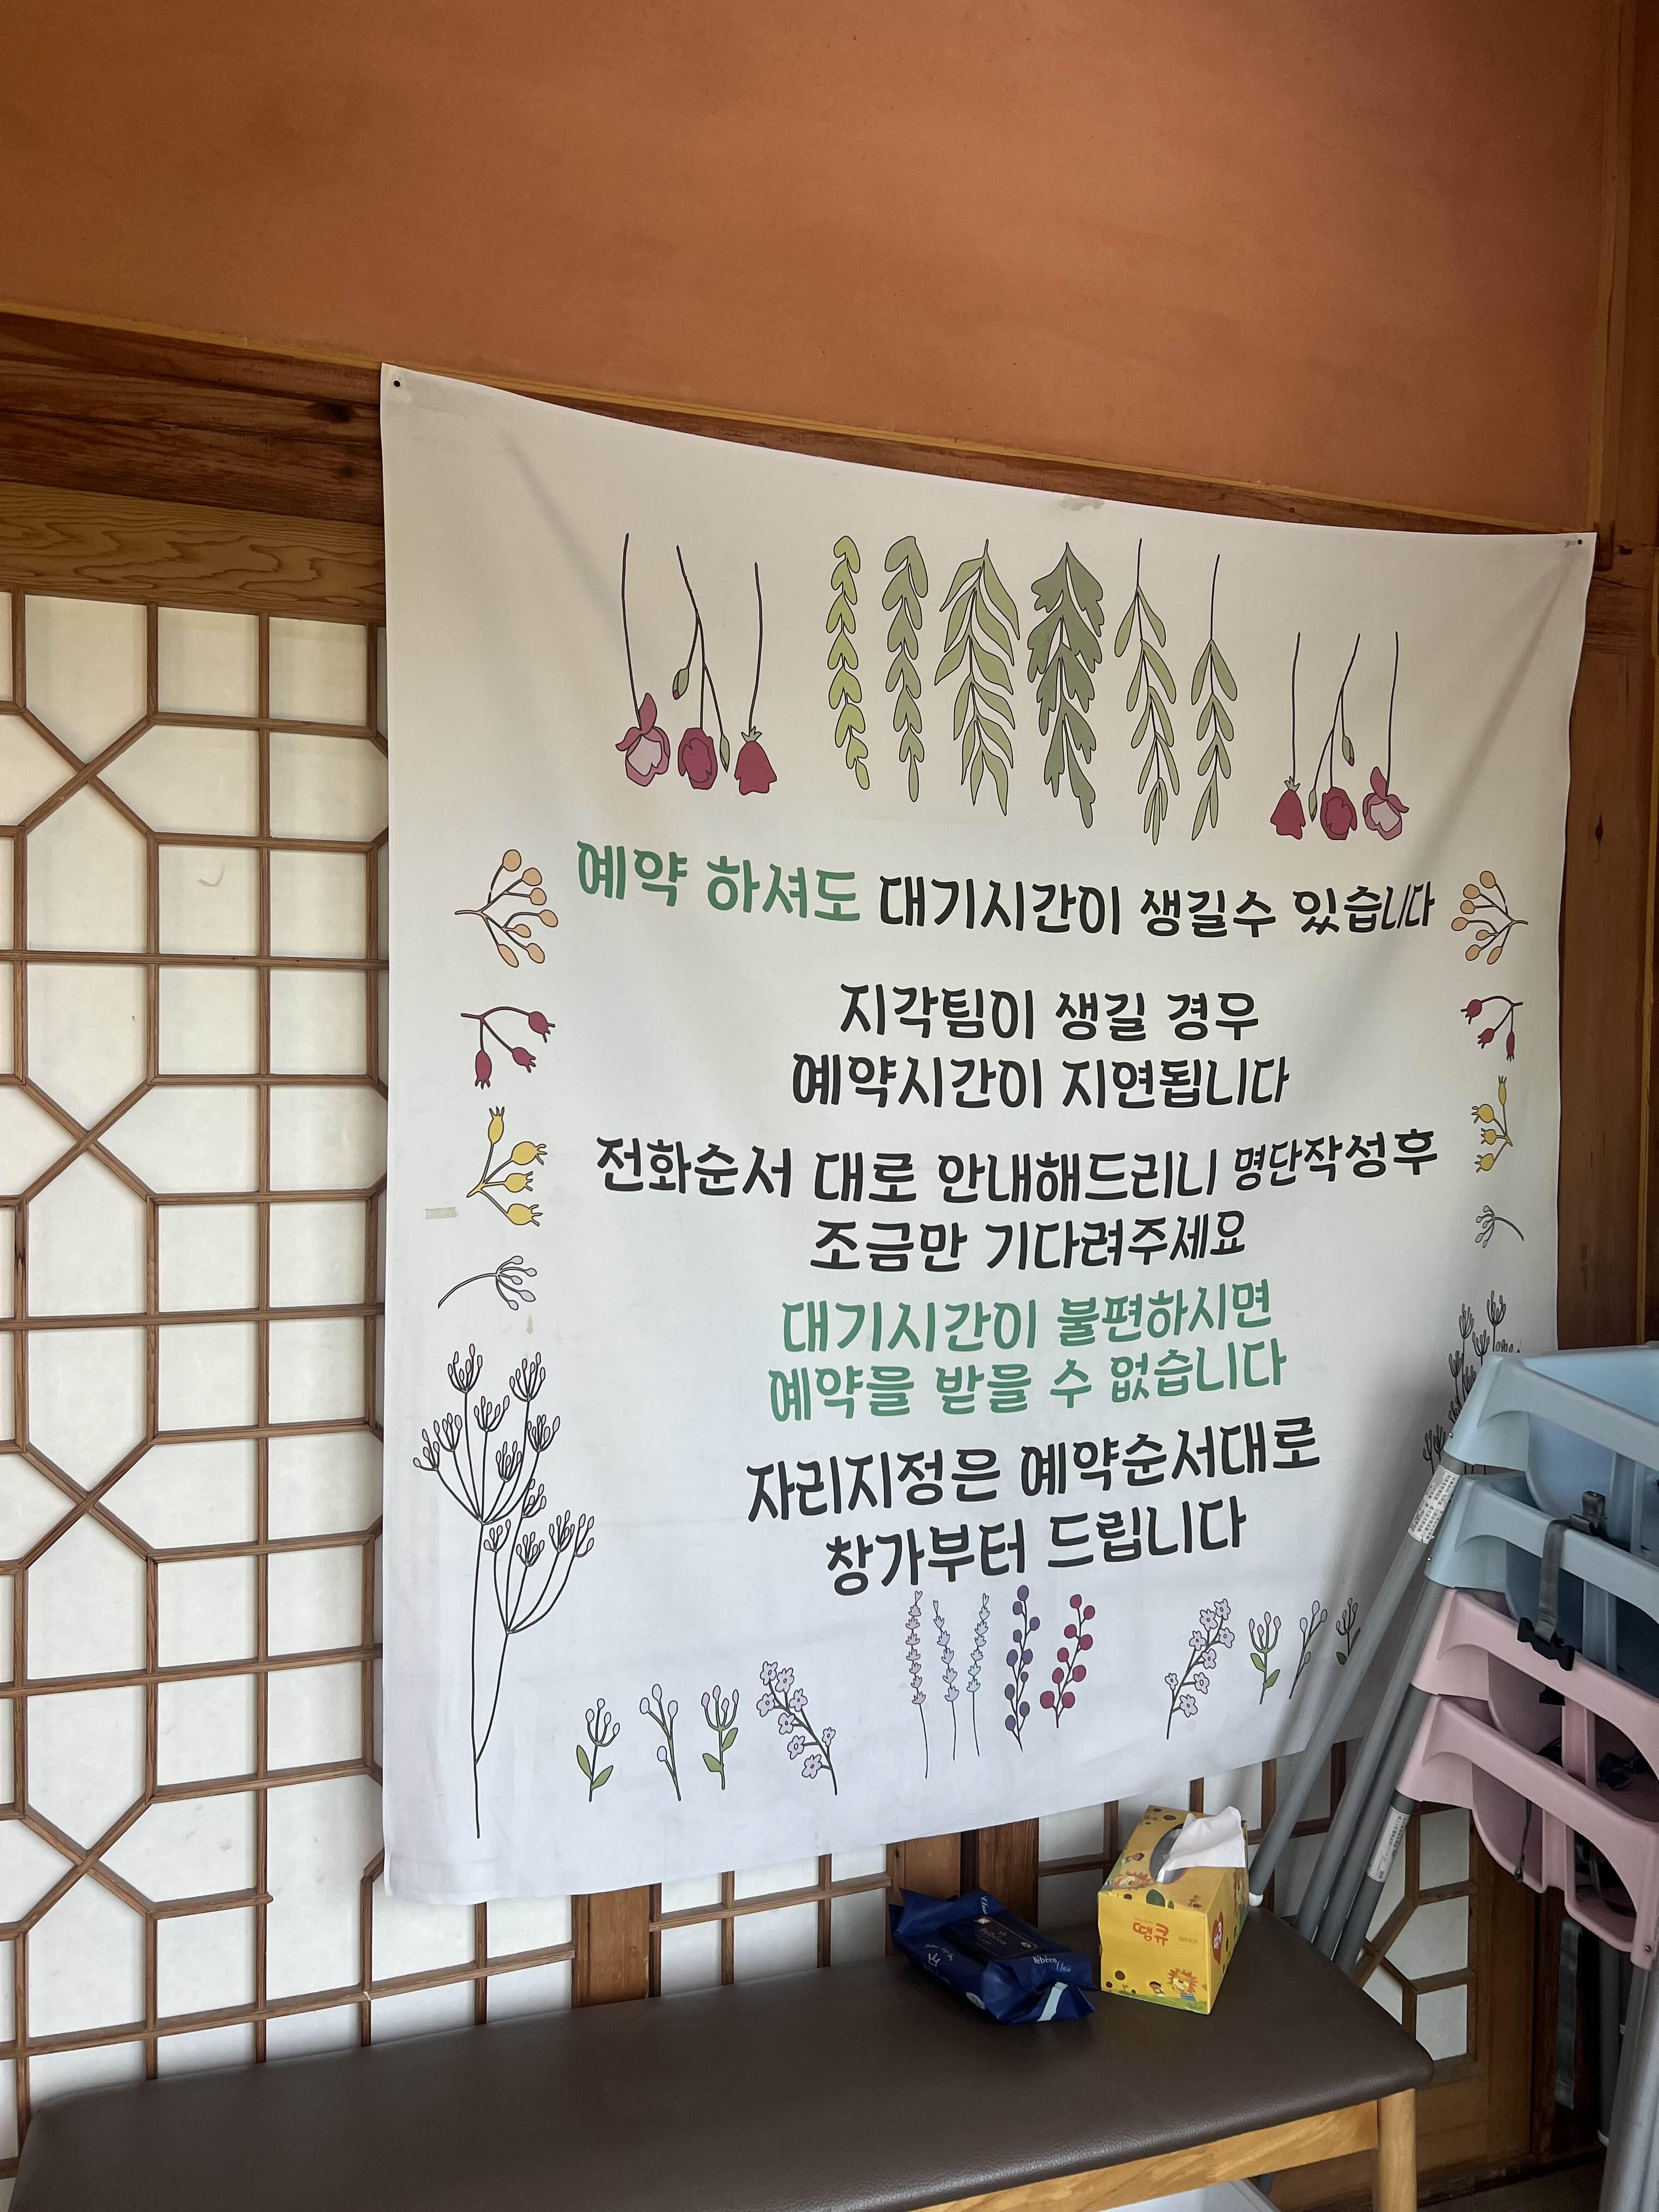 예약 하셔도 대기시간이 생길수 있습니다
지각팀이 생길 경우
예약시간이 지연됩니다
전화순서 대로 안내해드리니 명단작성후
조금만 기다려주세요
대기시간이 불편하시면
예약을 받을 수 없습니다
자리지정은 예약순서대로
창가부터 드립니다
땡큐